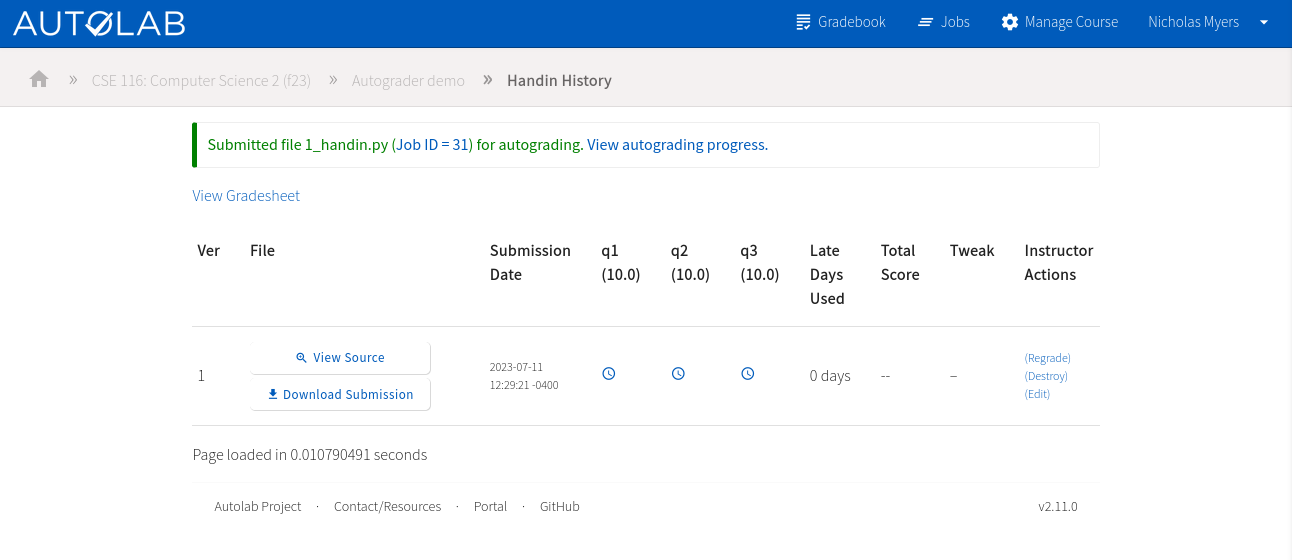 AUTOLAB
Gradebook
Jobs
Manage Course
Nicholas Myers
» CSE 116: Computer Science 2 (f23) » Autograder demo » Handin History
Submitted file 1_handin.py (Job ID = 31) for autograding. View autograding progress.
View Gradesheet
Ver
File
Submission
Date
q1
(10.0)
q2
(10.0)
q3
(10.0)
Late
Days
Used
Total
Score
Tweak
Instructor
Actions
1
View Source
Download Submission
2023-07-11
12:29:21 -0400
0 days
--
–
(Regrade)
(Destroy)
(Edit)
Page loaded in 0.010790491 seconds
Autolab Project · Contact/Resources · Portal · GitHub
v2.11.0